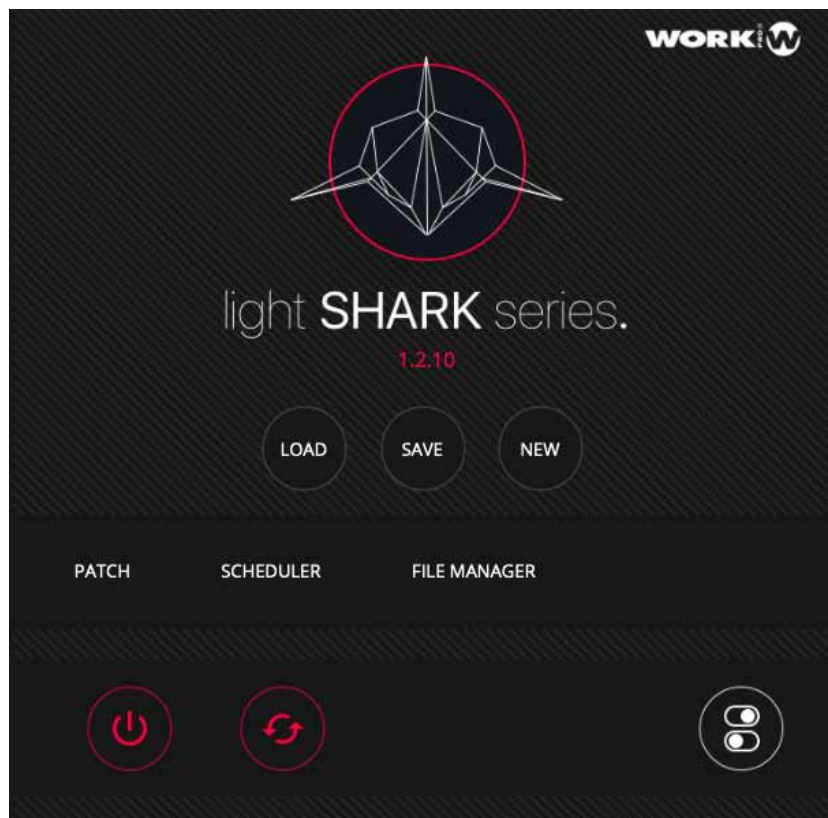 WORK
light SHARK series.
1.2.10
LOAD SAVE NEW
PATCH SCHEDULER FILE MANAGER